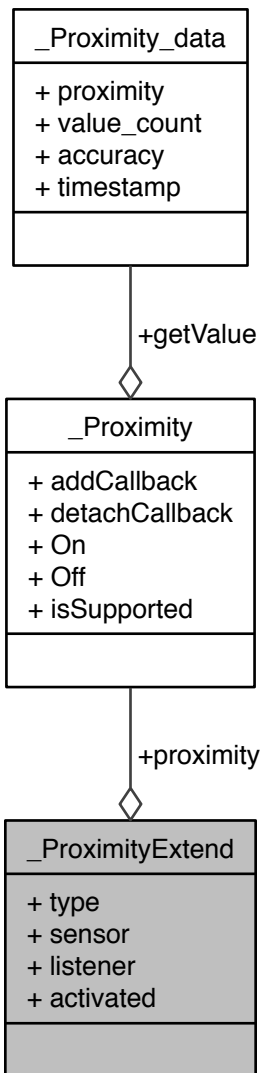 _Proximity_data
+ proximity
+ value_count
+ accuracy
+ timestamp
+getValue
_Proximity
+ addCallback
+ detachCallback
+ On
+ Off
+ isSupported
+proximity
_ProximityExtend
+ type
+ sensor
+ listener
+ activated